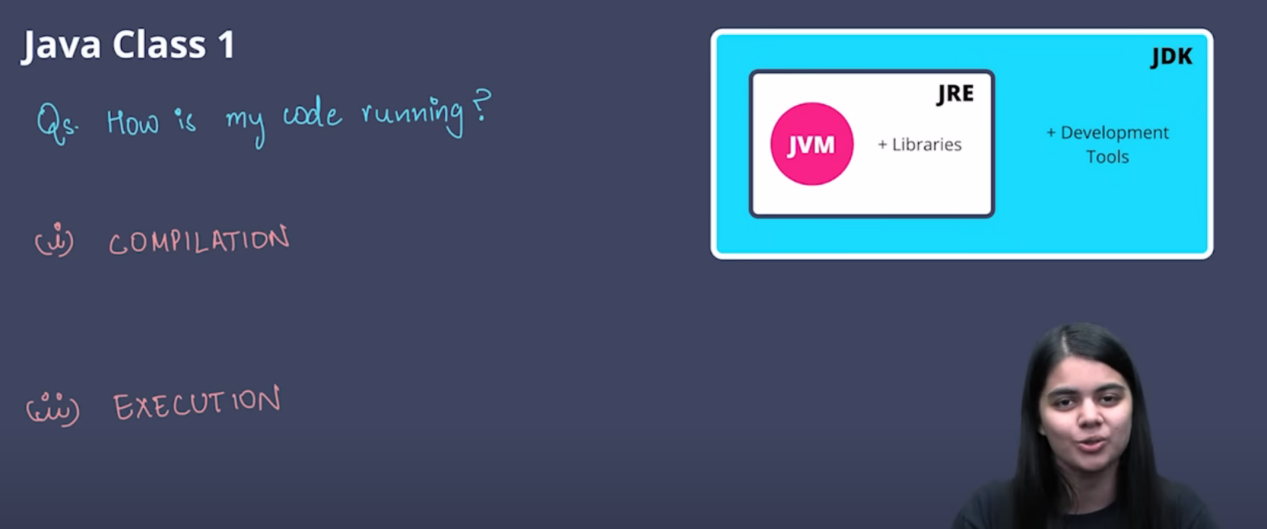 Java Class 1
Qs. How is my code running?
(i) COMPILATION
(ii) EXECUTION
JDK
JRE
JVM
+ Libraries
+ Development
Tools